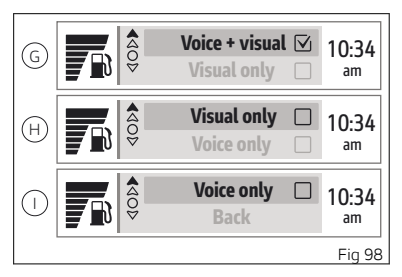 G
Voice + visual
10:34
Visual only
am
H
Visual only
10:34
Voice only
am
I
Voice only
10:34
Back
am
Fig 98